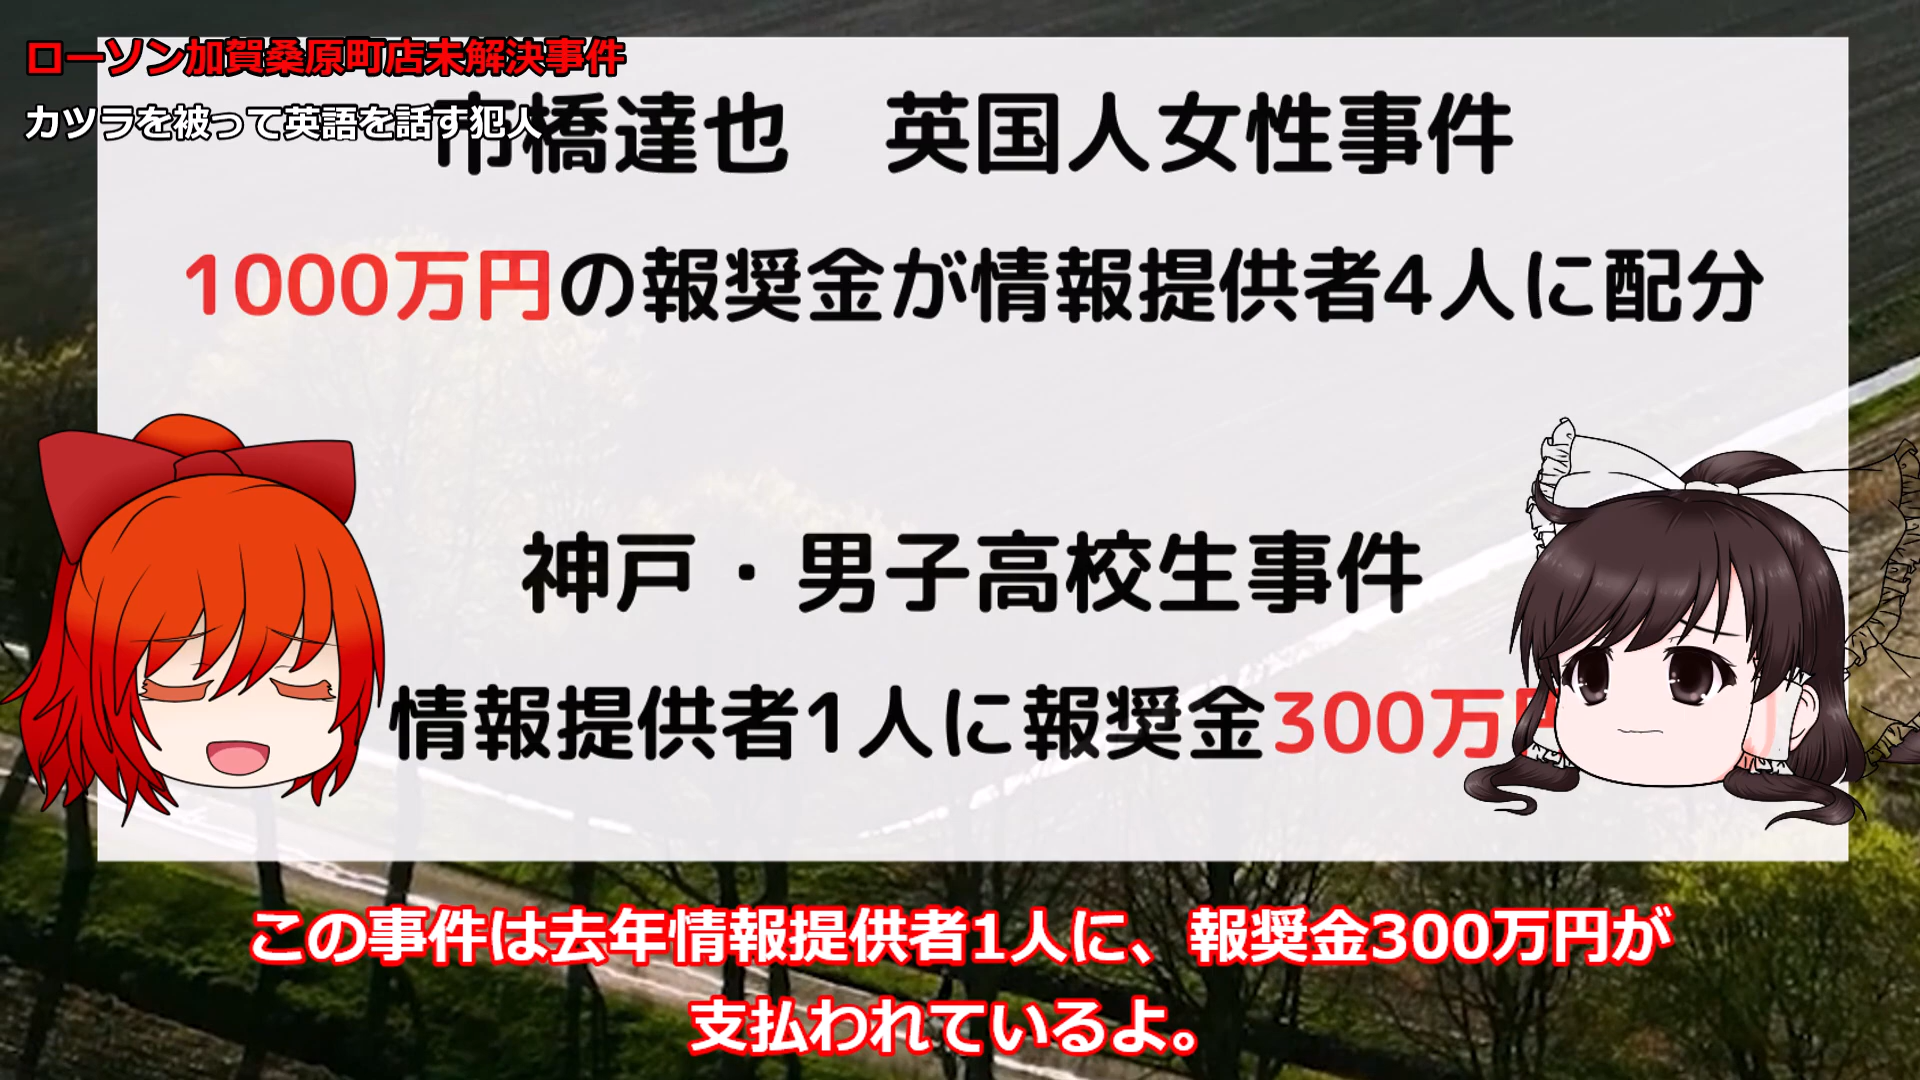 ローソン加賀桑原町店未解決事件
カツラを被って英語を話す犯人
市橋達也　英国人女性事件
1000万円の報奨金が情報提供者4人に配分
神戸・男子高校生事件
情報提供者1人に報奨金300万円
この事件は去年情報提供者1人に、報奨金300万円が
支払われているよ。